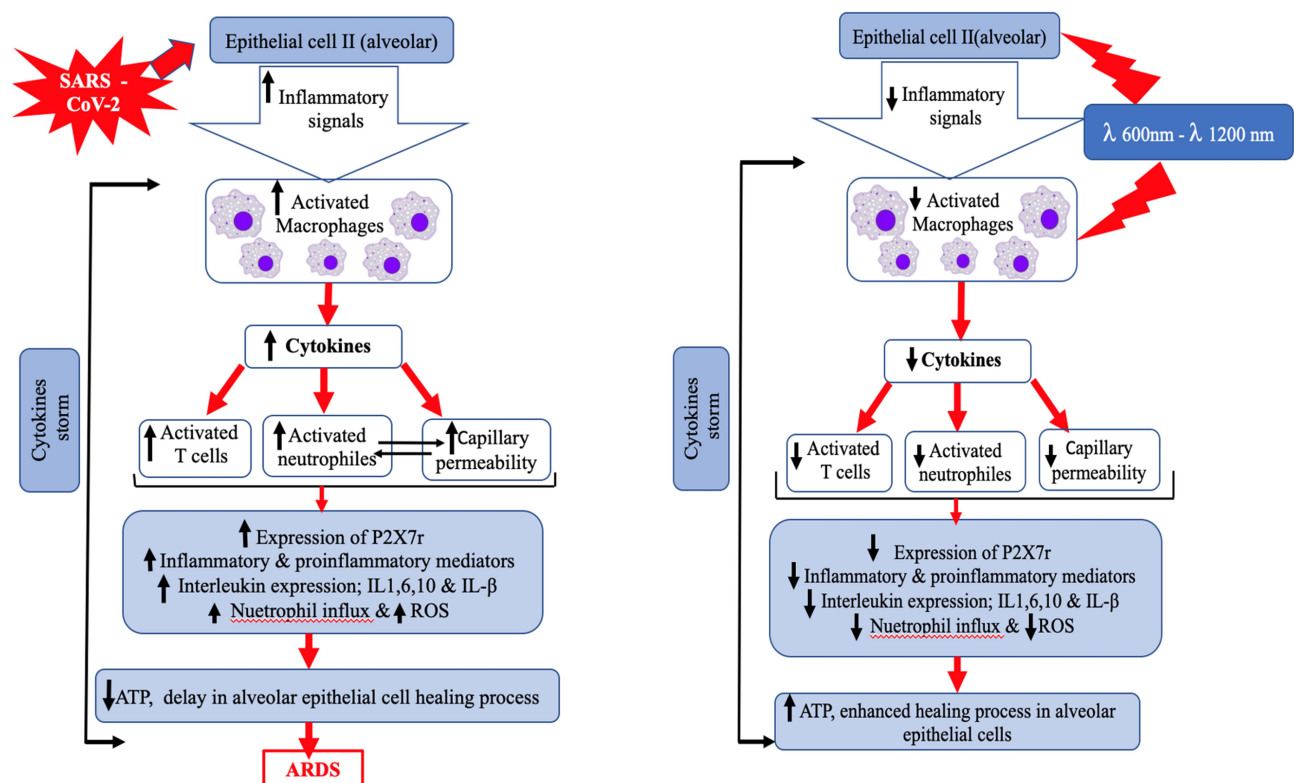 Epithelial cell II (alveolar)
SARS -
CoV-2
Inflammatory
signals
Activated
Macrophages
Cytokines
Cytokines
storm
Activated
T cells
Activated
neutrophiles
Capillary
permeability
Expression of P2X7r
Inflammatory & proinflammatory mediators
Interleukin expression; IL1,6,10 & IL-β
Nuetrophil influx & ROS
ATP, delay in alveolar epithelial cell healing process
ARDS
Epithelial cell II(alveolar)
Inflammatory
signals
λ 600nm - λ 1200 nm
Activated
Macrophages
Cytokines
Cytokines
storm
Activated
T cells
Activated
neutrophiles
Capillary
permeability
Expression of P2X7r
Inflammatory & proinflammatory mediators
Interleukin expression; IL1,6,10 & IL-β
Nuetrophil influx & ROS
ATP, enhanced healing process in alveolar
epithelial cells